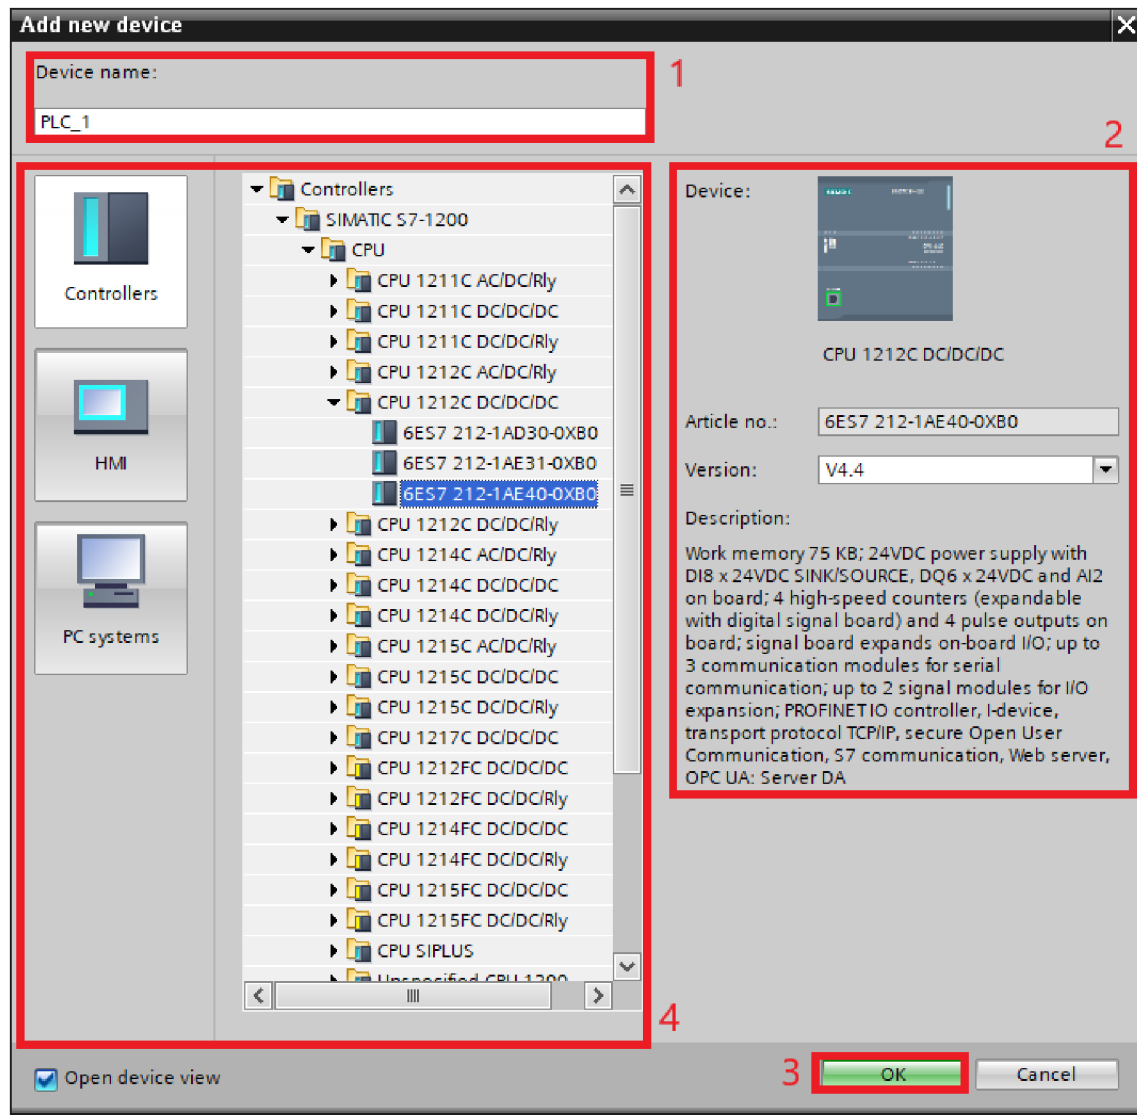 Add new device
Device name:
1
PLC_1
2
Controllers
HMI
PC systems
Controllers
SIMATIC S7-1200
CPU
CPU 1211C AC/DC/Rly
CPU 1211C DC/DC/DC
CPU 1211C DC/DC/Rly
CPU 1212C AC/DC/Rly
CPU 1212C DC/DC/DC
6ES7 212-1AD30-0XB0
6ES7 212-1AE31-0XB0
6ES7 212-1AE40-0XB0
CPU 1212C DC/DC/Rly
CPU 1214C AC/DC/Rly
CPU 1214C DC/DC/DC
CPU 1214C DC/DC/Rly
CPU 1215C AC/DC/Rly
CPU 1215C DC/DC/DC
CPU 1215C DC/DC/Rly
CPU 1217C DC/DC/DC
CPU 1212FC DC/DC/DC
CPU 1212FC DC/DC/Rly
CPU 1214FC DC/DC/DC
CPU 1214FC DC/DC/Rly
CPU 1215FC DC/DC/DC
CPU 1215FC DC/DC/Rly
CPU SIPLUS
Unspecified CPU 1200
4
Device:
CPU 1212C DC/DC/DC
Article no.: 6ES7 212-1AE40-0XB0
Version: V4.4
Description:
Work memory 75 KB; 24VDC power supply with
DI8 x 24VDC SINK/SOURCE, DQ6 x 24VDC and AI2
on board; 4 high-speed counters (expandable
with digital signal board) and 4 pulse outputs on
board; signal board expands on-board I/O; up to
3 communication modules for serial
communication; up to 2 signal modules for I/O
expansion; PROFINET IO controller, I-device,
transport protocol TCP/IP, secure Open User
Communication, S7 communication, Web server,
OPC UA: Server DA
Open device view
3
OK
Cancel